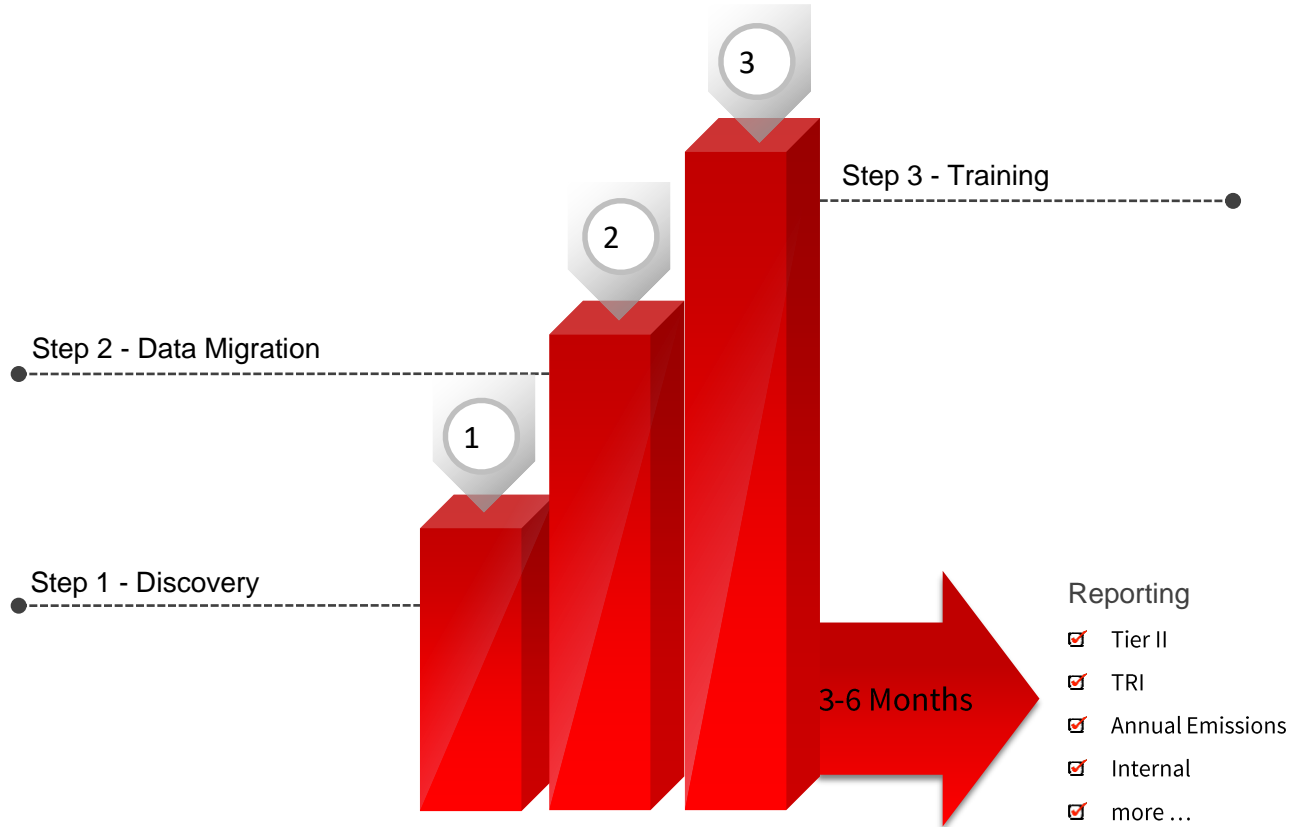 3
Step 3 - Training
2
Step 2 - Data Migration
1
Step 1 - Discovery
Reporting
Tier II
TRI
3-6 Months
Annual Emissions
Internal
more …